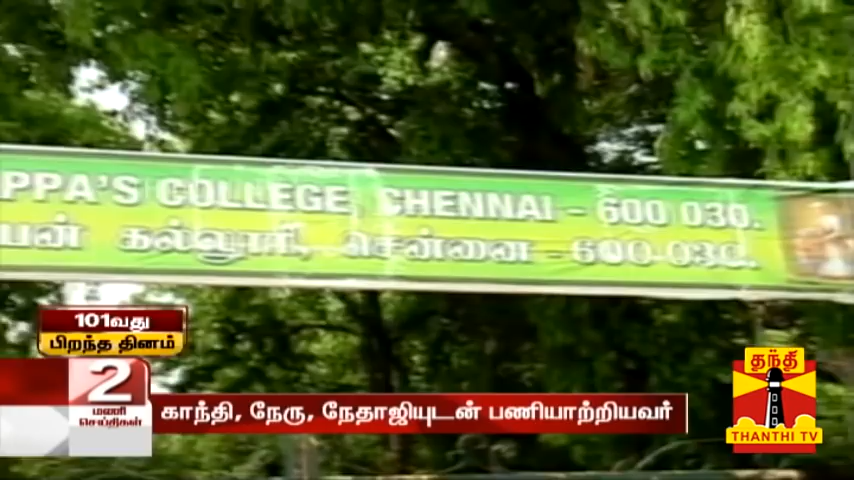 PPA'S COLLEGE, CHENNAI - 600 030.
பன் கல்லூரி, சென்னை - 600-030.
101வது
பிறந்த தினம்
2
மணி
செய்திகள்
காந்தி, நேரு, நேதாஜியுடன் பணியாற்றியவர்
தந்தி
THANTHI TV